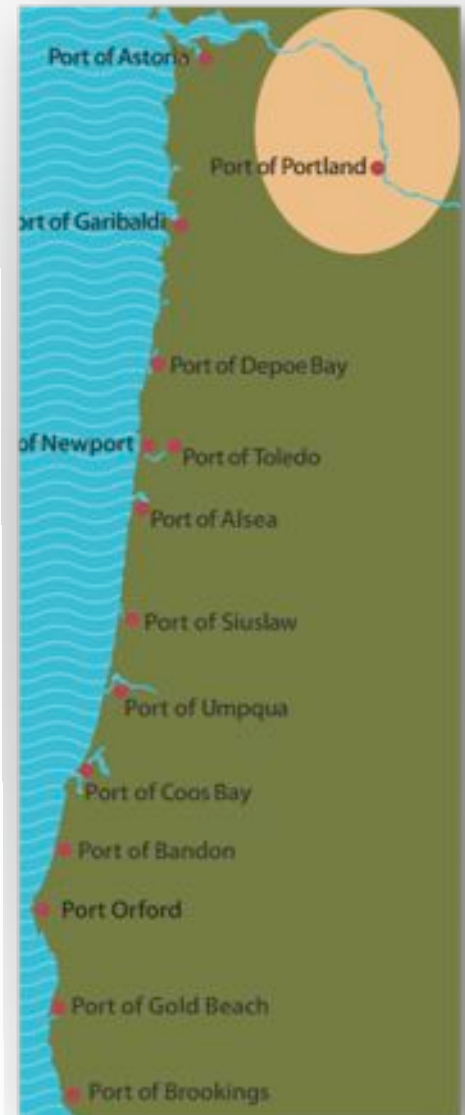 Port of Astoria
Port of Portland
ort of Garibaldi
Port of Depoe Bay
of Newport
Port of Toledo
Port of Alsea
Port of Siuslaw
Port of Umpqua
Port of Coos Bay
Port of Bandon
Port Orford
Port of Gold Beach
Port of Brookings